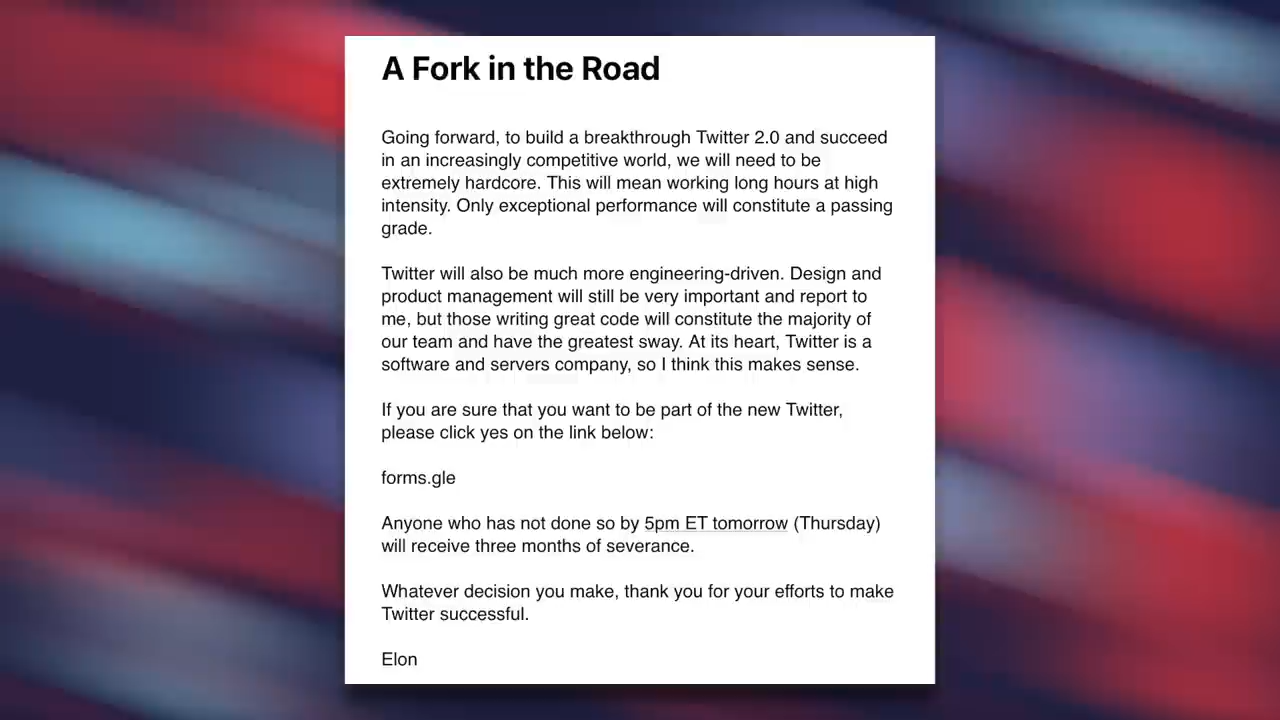 A Fork in the Road
Going forward, to build a breakthrough Twitter 2.0 and succeed
in an increasingly competitive world, we will need to be
extremely hardcore. This will mean working long hours at high
intensity. Only exceptional performance will constitute a passing
grade.
Twitter will also be much more engineering-driven. Design and
product management will still be very important and report to
me, but those writing great code will constitute the majority of
our team and have the greatest sway. At its heart, Twitter is a
software and servers company, so I think this makes sense.
If you are sure that you want to be part of the new Twitter,
please click yes on the link below:
forms.gle
Anyone who has not done so by 5pm ET tomorrow (Thursday)
will receive three months of severance.
Whatever decision you make, thank you for your efforts to make
Twitter successful.
Elon